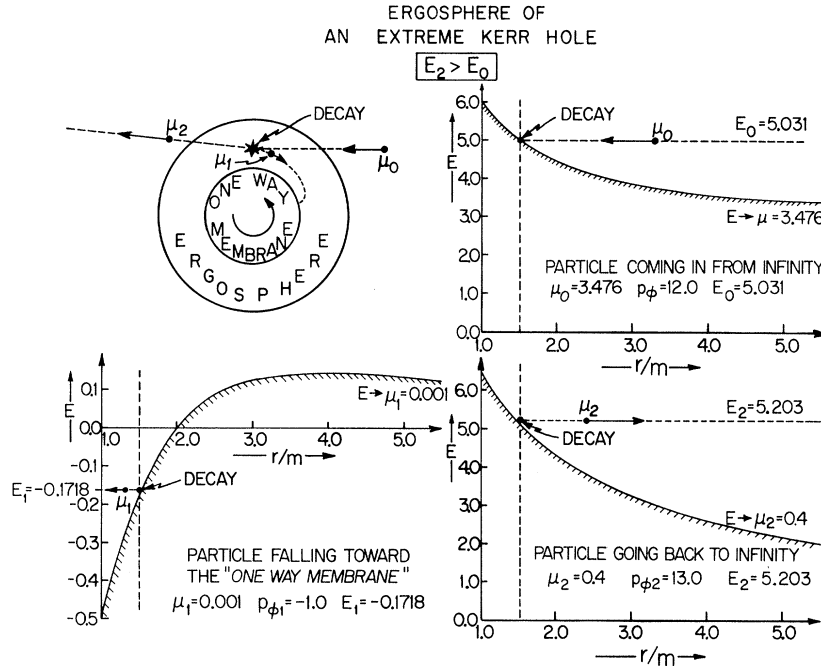 ERGOSPHERE OF
AN EXTREME KERR HOLE
E₂ > E₀
DECAY
μ₂
μ₁
μ₀
ONE WAY
MEMBRANE
ERGOSPHERE
6.0
5.0
4.0
3.0
2.0
1.0
0.0
E
DECAY
μ₀
E₀=5.031
E→μ=3.476
PARTICLE COMING IN FROM INFINITY
μ₀=3.476 pφ=12.0 E₀=5.031
1.0 2.0 3.0 4.0 5.0
r/m
0.1
0.0
-0.1
-0.2
-0.3
-0.4
-0.5
E
E→μ₁=0.001
1.0 2.0 3.0 4.0 5.0
r/m
DECAY
E₁=-0.1718
μ₁
PARTICLE FALLING TOWARD
THE "ONE WAY MEMBRANE"
μ₁=0.001 pφ₁=-1.0 E₁=-0.1718
6.0
5.0
4.0
3.0
2.0
1.0
0.0
E
μ₂
E₂=5.203
DECAY
E→μ₂=0.4
PARTICLE GOING BACK TO INFINITY
μ₂=0.4 pφ₂=13.0 E₂=5.203
1.0 2.0 3.0 4.0 5.0
r/m